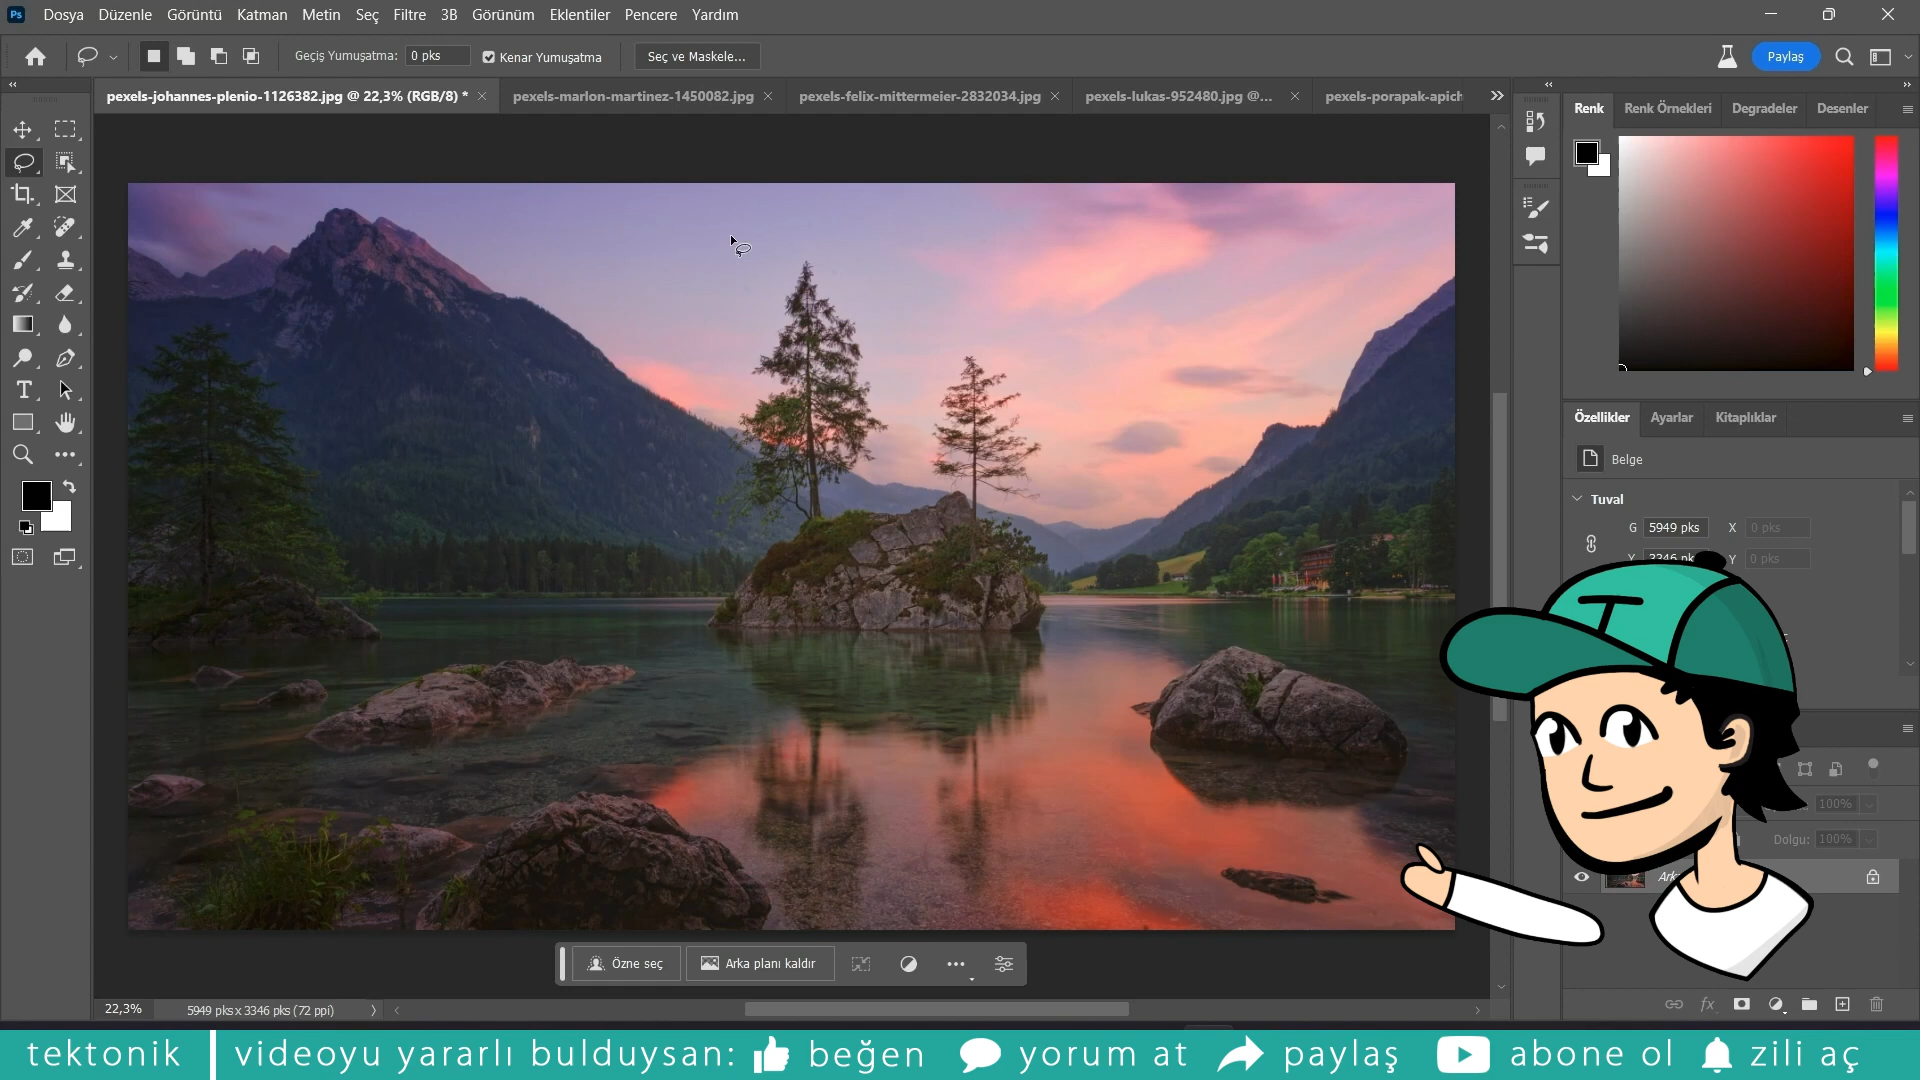 Ps Dosya Düzenle Görüntü Katman Metin Seç Filtre 3B Görünüm Eklentiler Pencere Yardım
Geçiş Yumuşatma: 0 pks Kenar Yumuşatma Seç ve Maskele... Paylaş
pexels-johannes-plenio-1126382.jpg @ 22,3% (RGB/8) * pexels-marlon-martinez-1450082.jpg pexels-felix-mittermeier-2832034.jpg pexels-lukas-952480.jpg @... pexels-porapak-apich
Renk Renk Örnekleri Degradeler Desenler
Özellikler Ayarlar Kitaplıklar
Belge
Tuval
G 5949 pks X 0 pks
Y 3346 pk Y 0 pks
T
100%
Dolgu: 100%
Özne seç Arka planı kaldır
22,3% 5949 pks x 3346 pks (72 ppi)
fx
tektonik videoyu yararlı bulduysan: beğen yorum at paylaş abone ol zili aç